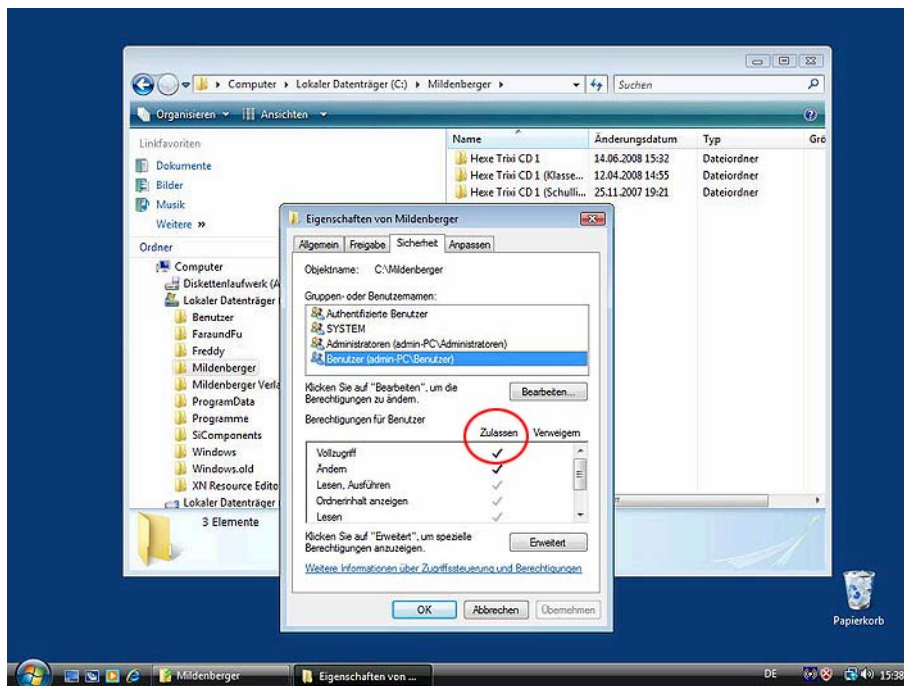 Computer ▸ Lokaler Datenträger (C:) ▸ Mildenberger ▸
Suchen
Organisieren
Ansichten
Linkfavoriten
Dokumente
Bilder
Musik
Weitere »
Ordner
Computer
Diskettenlaufwerk (A
Lokaler Datenträger
Benutzer
FaraundFu
Freddy
Mildenberger
Mildenberger Verla
ProgramData
Programme
SiComponents
Windows
Windows.old
XN Resource Edito
Lokaler Datenträger
3 Elemente
Name Änderungsdatum Typ Grö
Hexe Trixi CD 1 14.06.2008 15:32 Dateiordner
Hexe Trixi CD 1 (Klasse... 12.04.2008 14:55 Dateiordner
Hexe Trixi CD 1 (Schulli... 25.11.2007 19:21 Dateiordner
Eigenschaften von Mildenberger
Allgemein Freigabe Sicherheit Anpassen
Objektname: C:\Mildenberger
Gruppen- oder Benutzernamen:
Authentifizierte Benutzer
SYSTEM
Administratoren (admin-PC\Administratoren)
Benutzer (admin-PC\Benutzer)
Klicken Sie auf "Bearbeiten", um die
Berechtigungen zu ändern.
Bearbeiten...
Berechtigungen für Benutzer
Zulassen Verweigern
Vollzugriff
Ändern
Lesen, Ausführen
Ordnerinhalt anzeigen
Lesen
Klicken Sie auf "Erweitert", um spezielle
Berechtigungen anzuzeigen.
Erweitert
Weitere Informationen über Zugriffssteuerung und Berechtigungen
OK Abbrechen Übernehmen
Papierkorb
Mildenberger
Eigenschaften von ...
DE
15:38